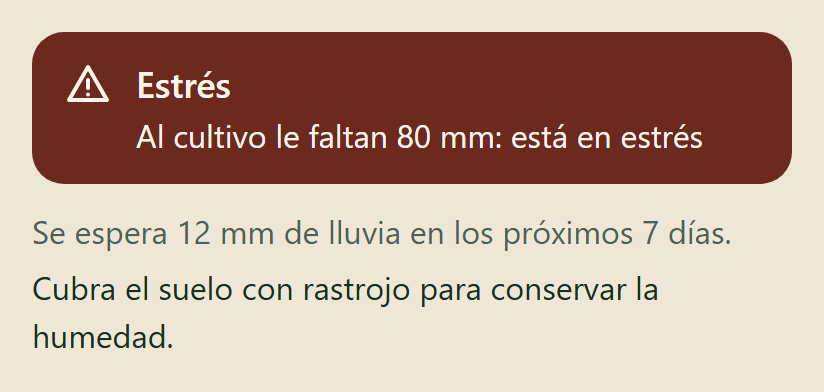 Estrés
Al cultivo le faltan 80 mm: está en estrés
Se espera 12 mm de lluvia en los próximos 7 días.
Cubra el suelo con rastrojo para conservar la
humedad.